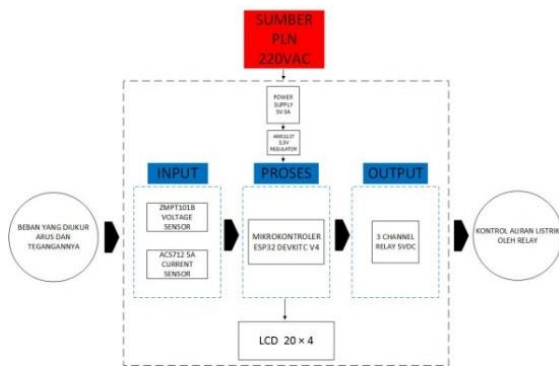 SUMBER
PLN
220VAC
POWER
SUPPLY
5V 3A
AMS1117
3,3V
REGULATOR
INPUT
PROSES
OUTPUT
BEBAN YANG DIUKUR
ARUS DAN
TEGANGANNYA
ZMPT101B
VOLTAGE
SENSOR
ACS712 5A
CURRENT
SENSOR
MIKROKONTROLER
ESP32 DEVKITC V4
3 CHANNEL
RELAY 5VDC
KONTROL ALIRAN LISTRIK
OLEH RELAY
LCD 20 × 4